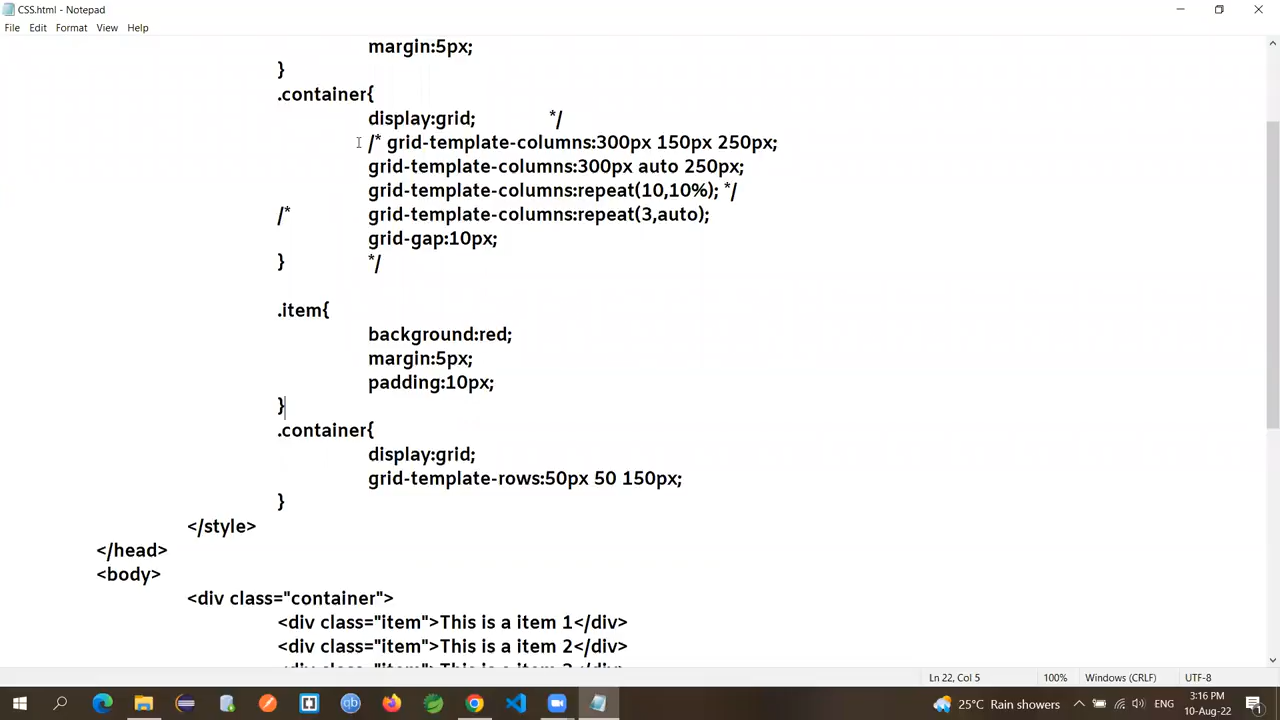 CSS.html - Notepad
File Edit Format View Help
margin:5px;
}
.container{
display:grid; */
/* grid-template-columns:300px 150px 250px;
grid-template-columns:300px auto 250px;
grid-template-columns:repeat(10,10%); */
/* grid-template-columns:repeat(3,auto);
grid-gap:10px;
} */
.item{
background:red;
margin:5px;
padding:10px;
}
.container{
display:grid;
grid-template-rows:50px 50 150px;
}
</style>
</head>
<body>
<div class="container">
<div class="item">This is a item 1</div>
<div class="item">This is a item 2</div>
Ln 22, Col 5 100% Windows (CRLF) UTF-8
25°C Rain showers ENG 3:16 PM
10-Aug-22